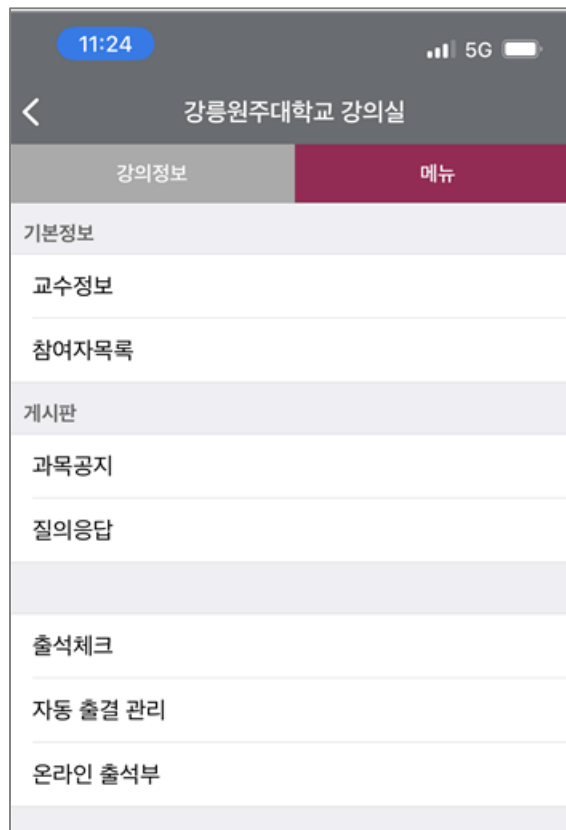 11:24
5G
강릉원주대학교 강의실
강의정보
메뉴
기본정보
교수정보
참여자목록
게시판
과목공지
질의응답
출석체크
자동 출결 관리
온라인 출석부